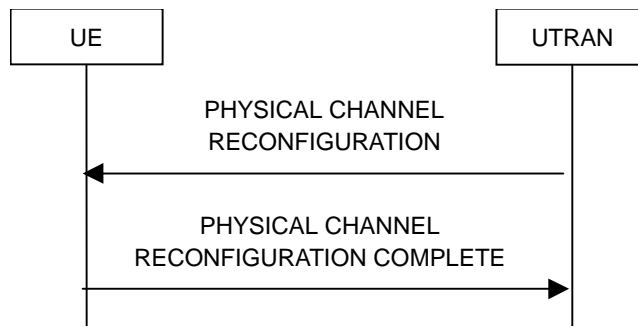 UE
UTRAN
PHYSICAL CHANNEL
RECONFIGURATION
PHYSICAL CHANNEL
RECONFIGURATION COMPLETE